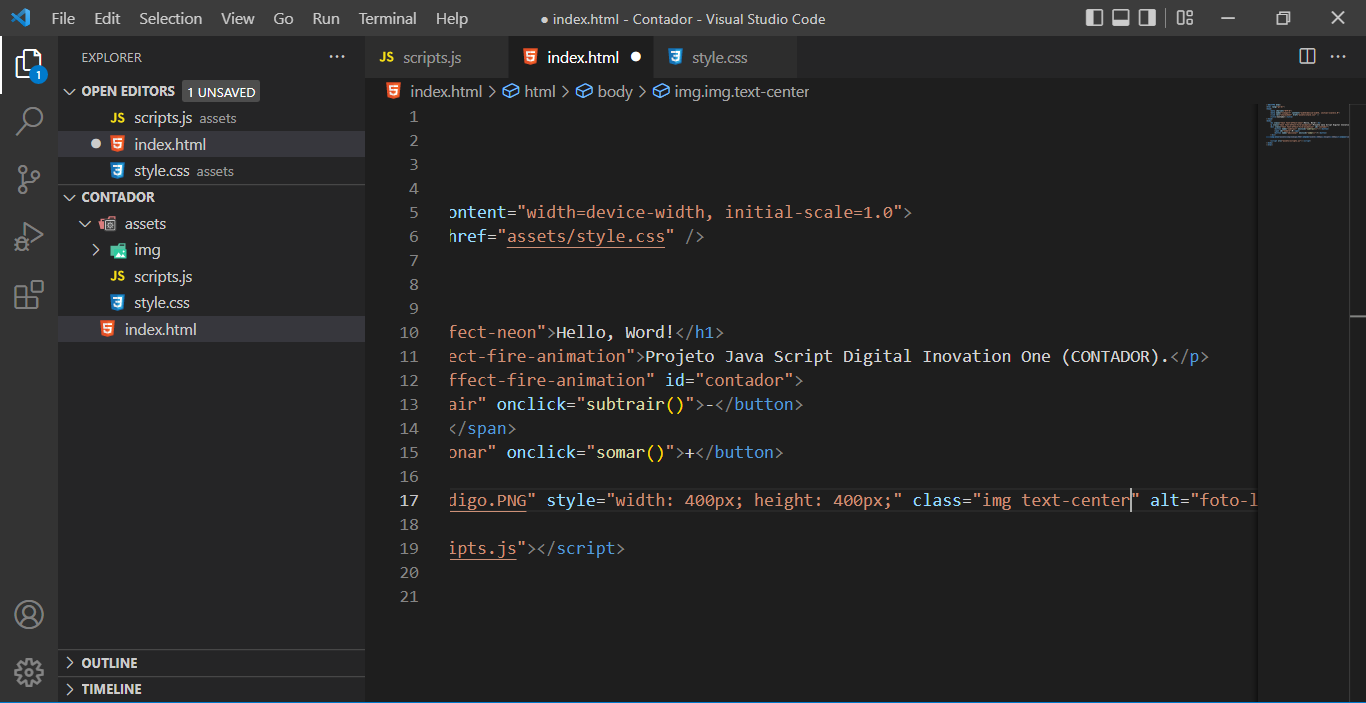 File Edit Selection View Go Run Terminal Help ● index.html - Contador - Visual Studio Code
EXPLORER ···
JS scripts.js
index.html ●
style.css
OPEN EDITORS 1 UNSAVED
index.html > html > body > img.img.text-center
JS scripts.js assets
● index.html
style.css assets
CONTADOR
assets
img
JS scripts.js
style.css
index.html
1
2
3
4
5 ontent="width=device-width, initial-scale=1.0">
6 href="assets/style.css" />
7
8
9
10 fect-neon">Hello, Word!</h1>
11 ect-fire-animation">Projeto Java Script Digital Inovation One (CONTADOR).</p>
12 ffect-fire-animation" id="contador">
13 air" onclick="subtrair()">-</button>
14 </span>
15 onar" onclick="somar()">+</button>
16
17 digo.PNG" style="width: 400px; height: 400px;" class="img text-center" alt="foto-l
18
19 ipts.js"></script>
20
21
1
OUTLINE
TIMELINE